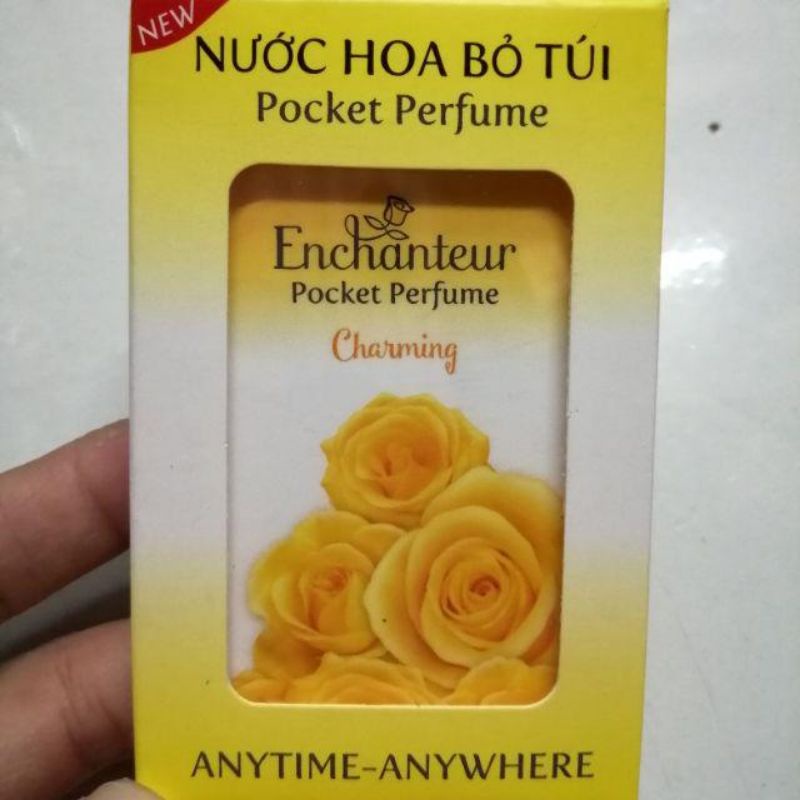 NEW
NƯỚC HOA BỎ TÚI
Pocket Perfume
Enchanteur
Pocket Perfume
Charming
ANYTIME-ANYWHERE